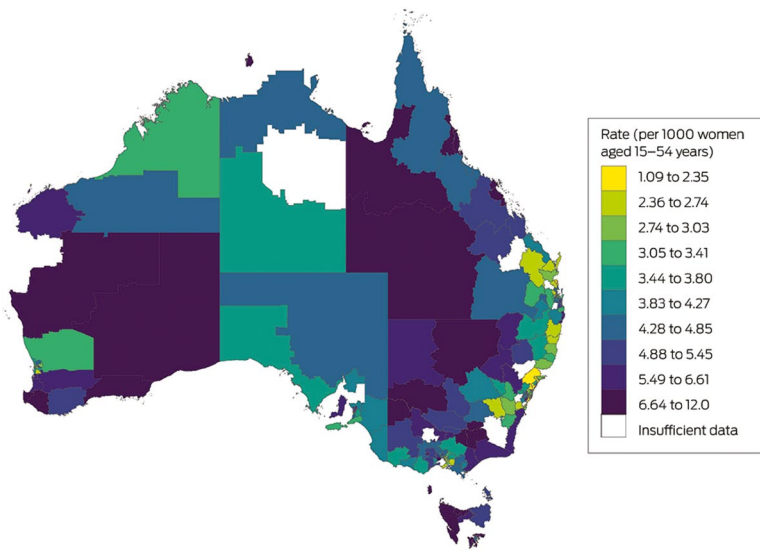 Rate (per 1000 women
aged 15–54 years)
1.09 to 2.35
2.36 to 2.74
2.74 to 3.03
3.05 to 3.41
3.44 to 3.80
3.83 to 4.27
4.28 to 4.85
4.88 to 5.45
5.49 to 6.61
6.64 to 12.0
Insufficient data